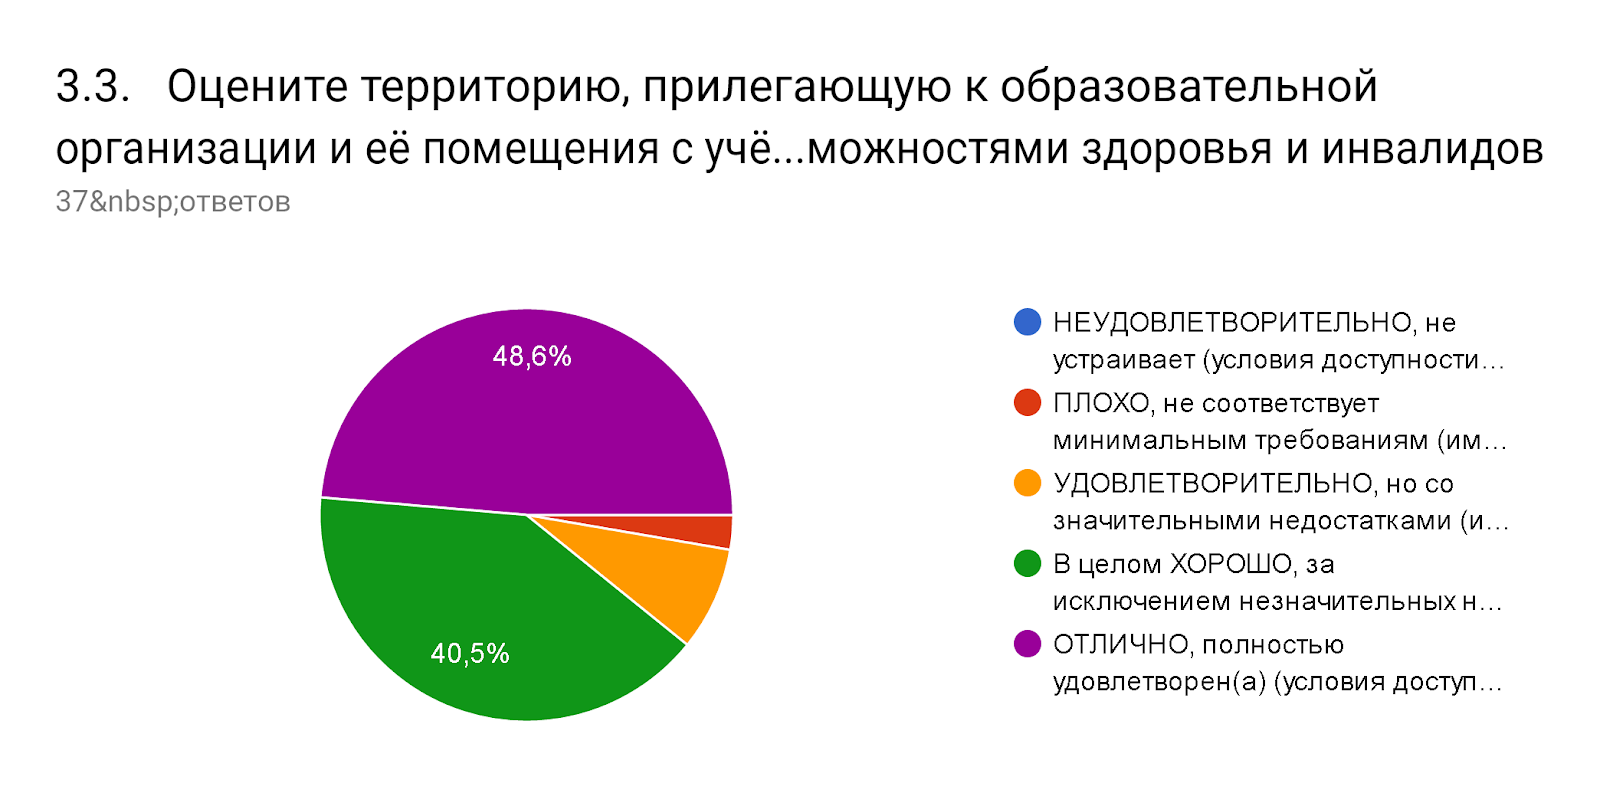 3.3. Оцените территорию, прилегающую к образовательной
организации и её помещения с учё...можностями здоровья и инвалидов
37&nbsp;ответов
48,6%
40,5%
НЕУДОВЛЕТВОРИТЕЛЬНО, не
устраивает (условия доступности…
ПЛОХО, не соответствует
минимальным требованиям (им…
УДОВЛЕТВОРИТЕЛЬНО, но со
значительными недостатками (и…
В целом ХОРОШО, за
исключением незначительных н…
ОТЛИЧНО, полностью
удовлетворен(а) (условия доступ…